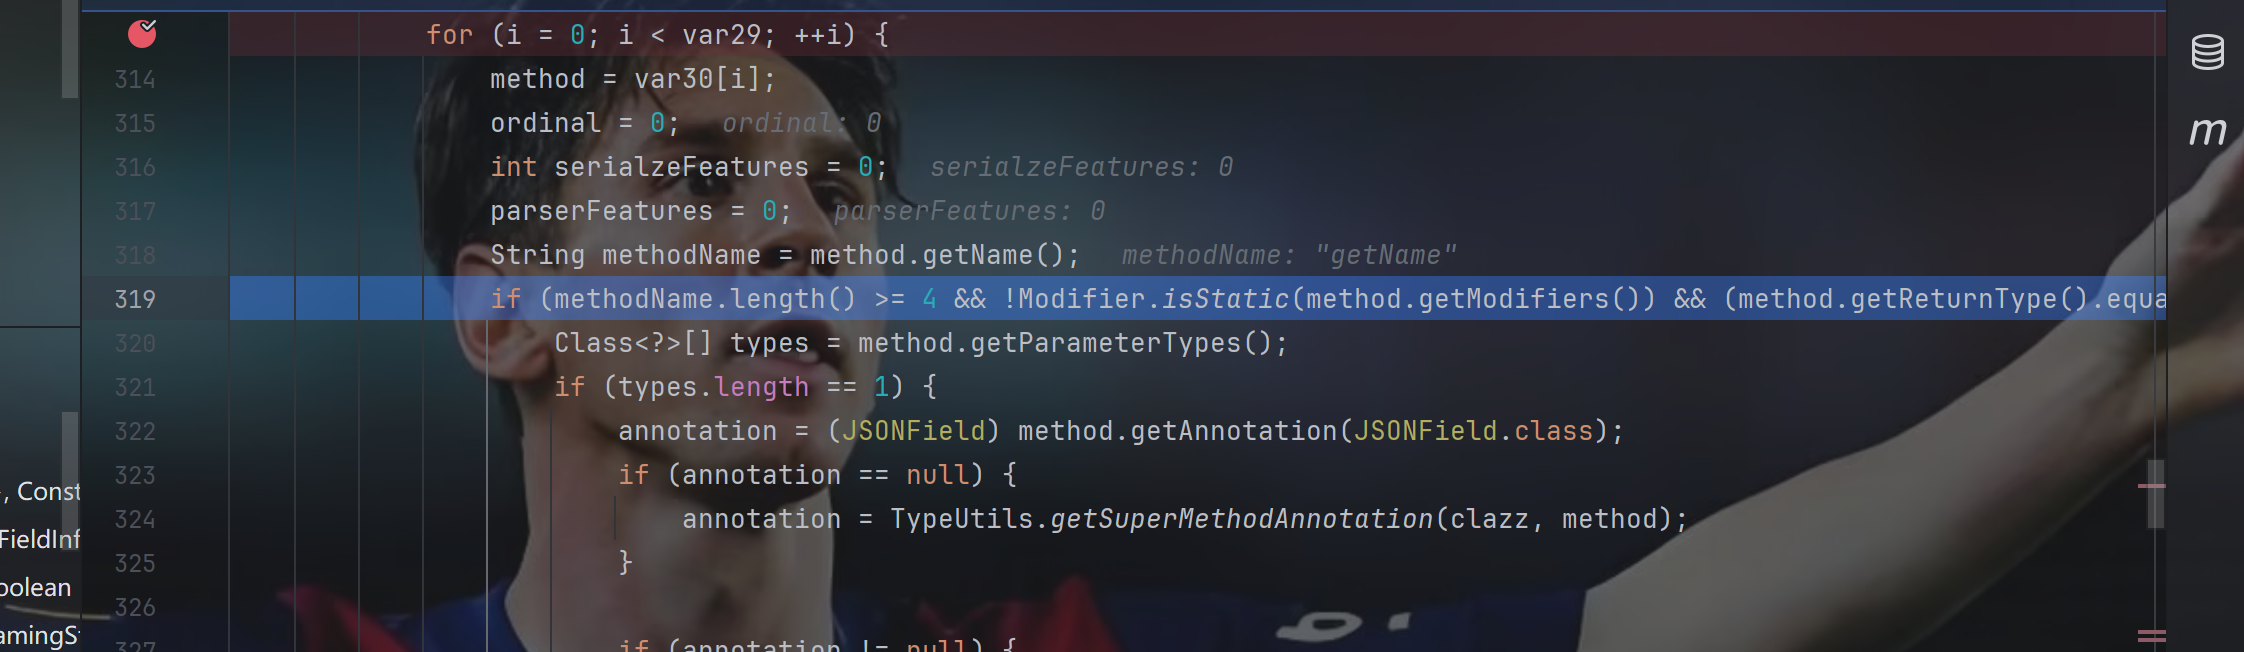 for (i = 0; i < var29; ++i) {
314 method = var30[i];
315 ordinal = 0; ordinal: 0
316 int serialzeFeatures = 0; serialzeFeatures: 0
317 parserFeatures = 0; parserFeatures: 0
318 String methodName = method.getName(); methodName: "getName"
319 if (methodName.length() >= 4 && !Modifier.isStatic(method.getModifiers()) && (method.getReturnType().equa
320 Class<?>[] types = method.getParameterTypes();
321 if (types.length == 1) {
322 annotation = (JSONField) method.getAnnotation(JSONField.class);
323 if (annotation == null) {
324 annotation = TypeUtils.getSuperMethodAnnotation(clazz, method);
325 }
326
327 if (annotation != null) {
, Const
FieldInf
oolean
amingS
m